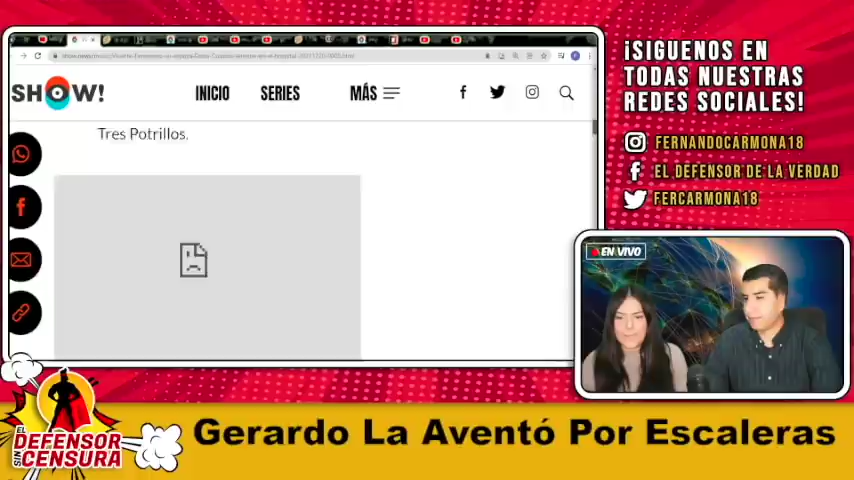 SHOW!
INICIO
SERIES
MÁS
Tres Potrillos.
¡SIGUENOS EN
TODAS NUESTRAS
REDES SOCIALES!
FERNANDOCARMONA18
EL DEFENSOR DE LA VERDAD
FERCARMONA18
EN VIVO
EL DEFENSOR
SIN CENSURA
Gerardo La Aventó Por Escaleras